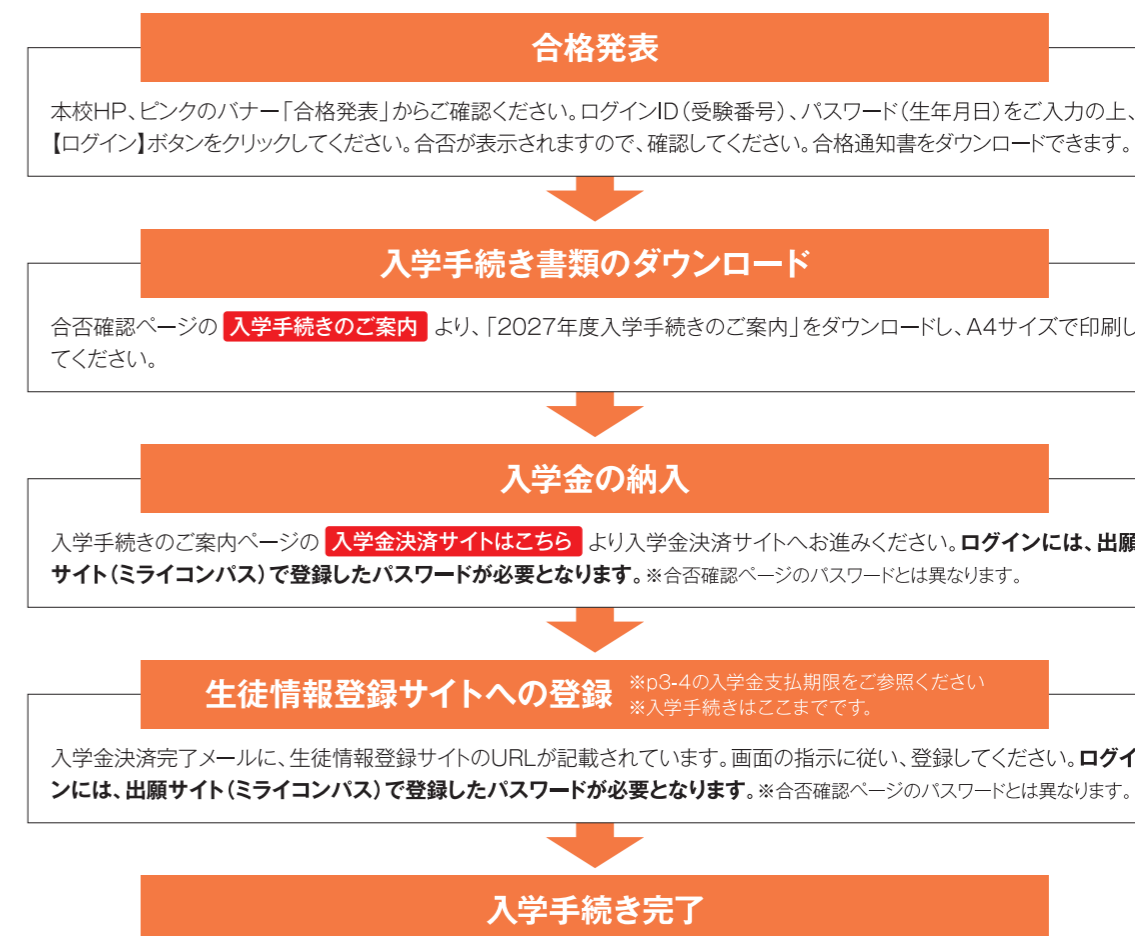 合格発表
本校HP、ピンクのバナー「合格発表」からご確認ください。ログインID（受験番号）、パスワード（生年月日）をご入力の上、
【ログイン】ボタンをクリックしてください。合否が表示されますので、確認してください。合格通知書をダウンロードできます。
入学手続き書類のダウンロード
合否確認ページの 入学手続きのご案内 より、「2027年度入学手続きのご案内」をダウンロードし、A4サイズで印刷し
てください。
入学金の納入
入学手続きのご案内ページの 入学金決済サイトはこちら より入学金決済サイトへお進みください。ログインには、出願
サイト（ミライコンパス）で登録したパスワードが必要となります。※合否確認ページのパスワードとは異なります。
生徒情報登録サイトへの登録
※p3-4の入学金支払期限をご参照ください
※入学手続きはここまでです。
入学金決済完了メールに、生徒情報登録サイトのURLが記載されています。画面の指示に従い、登録してください。ログイ
ンには、出願サイト（ミライコンパス）で登録したパスワードが必要となります。※合否確認ページのパスワードとは異なります。
入学手続き完了